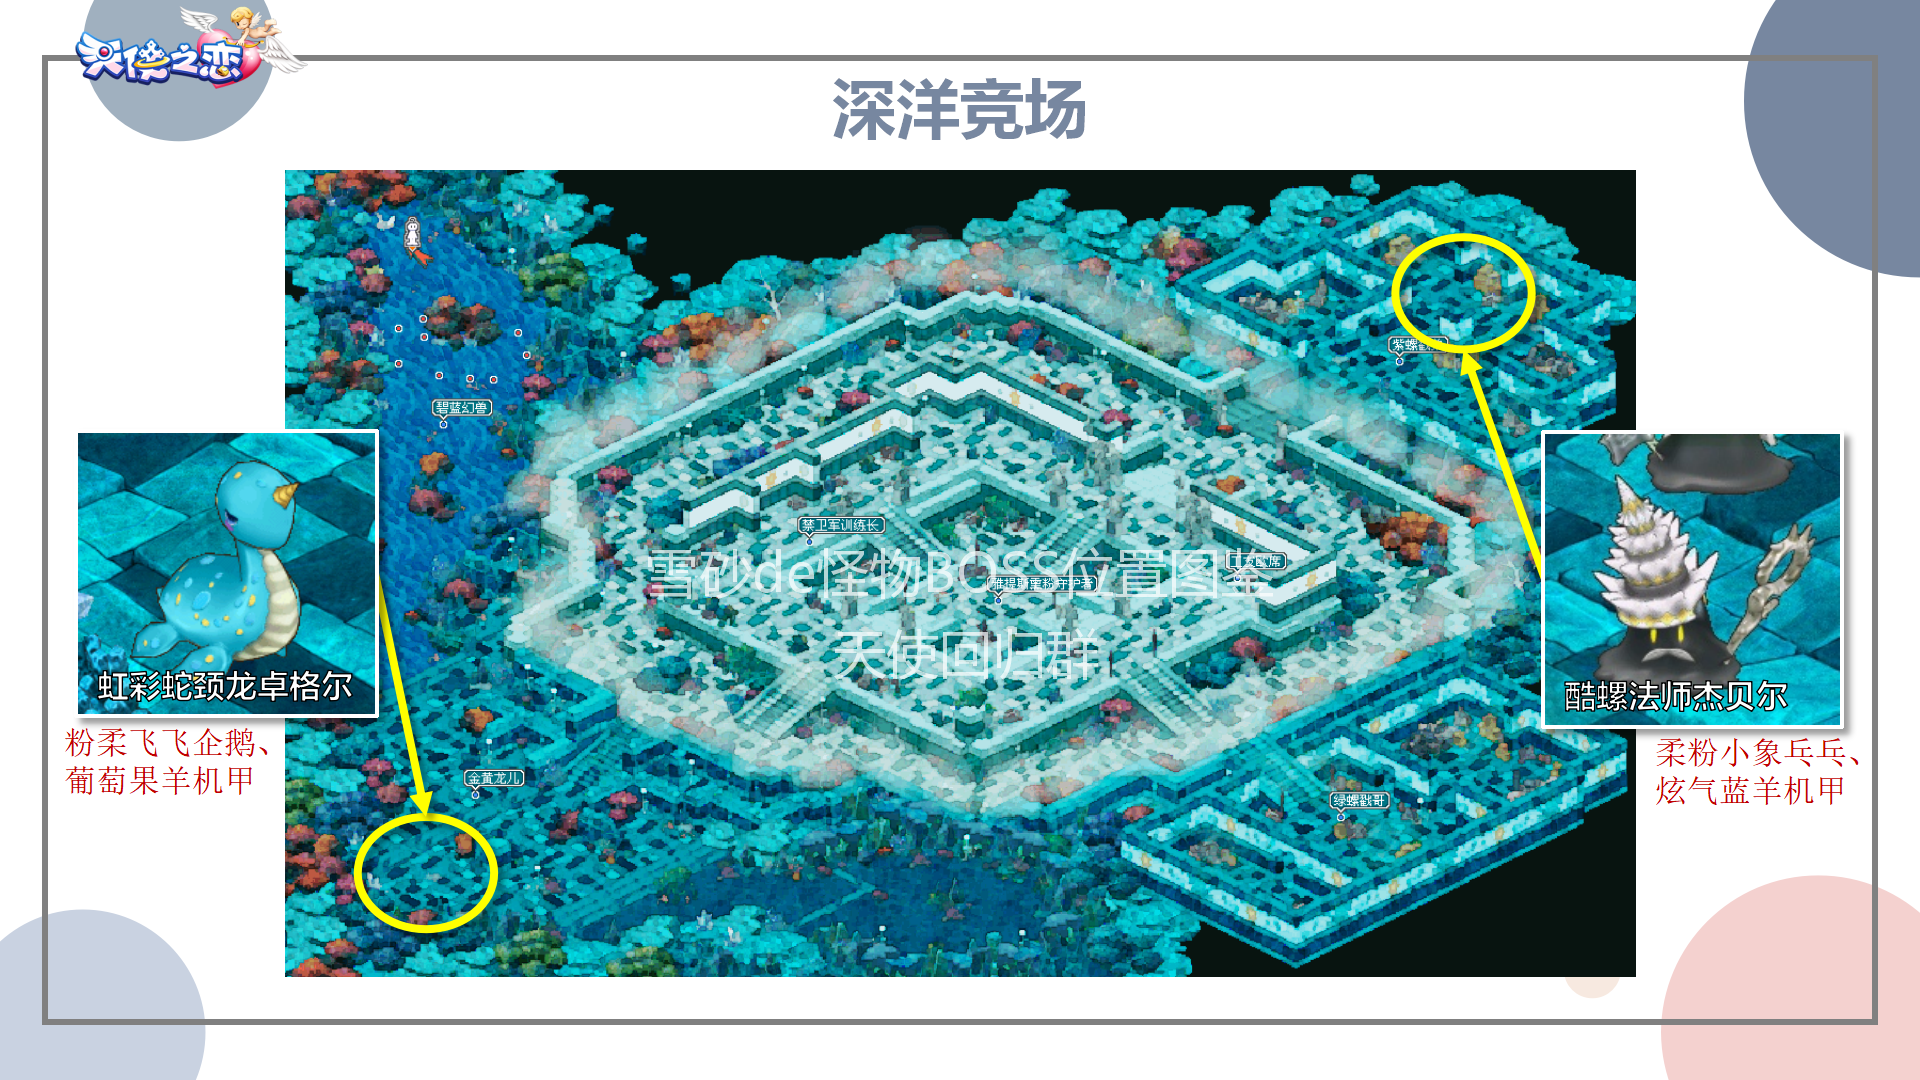 天使之恋
深洋竞场
碧蓝幻兽
禁卫军训练长
雪砂de怪物BOSS位置图鉴
天使回归群
虹彩蛇颈龙卓格尔
粉柔飞飞企鹅、
葡萄果羊机甲
金黄龙儿
酷螺法师杰贝尔
柔粉小象乓乓、
炫气蓝羊机甲
绿螺戳哥